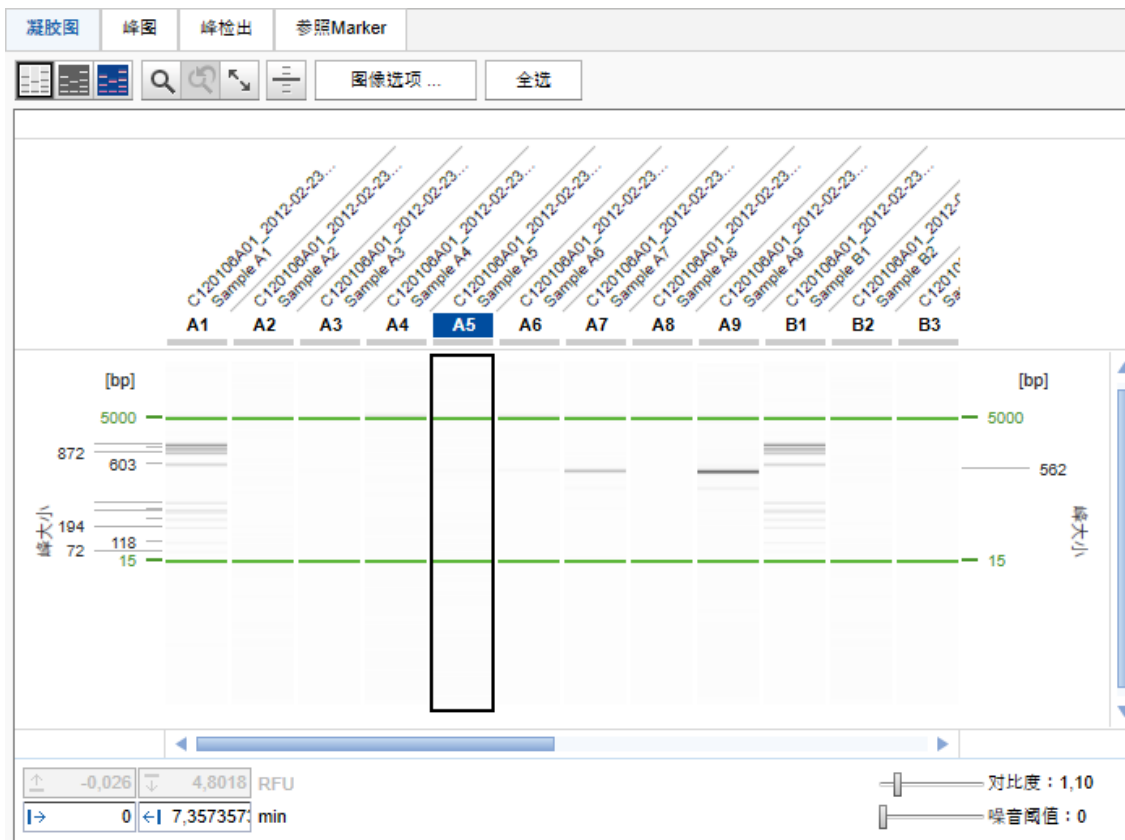 凝胶图 峰图 峰检出 参照Marker
图像选项 ... 全选
C120106A01_2012-02-23...
Sample A1
C120106A01_2012-02-23...
Sample A2
C120106A01_2012-02-23...
Sample A3
C120106A01_2012-02-23...
Sample A4
C120106A01_2012-02-23...
Sample A5
C120106A01_2012-02-23...
Sample A6
C120106A01_2012-02-23...
Sample A7
C120106A01_2012-02-23...
Sample A8
C120106A01_2012-02-23...
Sample A9
C120106A01_2012-02-23...
Sample B1
C120106A01_2012-
Sample B2
C120106A01
A1 A2 A3 A4 A5 A6 A7 A8 A9 B1 B2 B3
[bp] [bp]
5000 5000
872
603 562
峰大小 峰大小
194
118
72
15 15
-0,026 4,8018 RFU 对比度：1,10
0 7,357357 min 噪音阈值：0